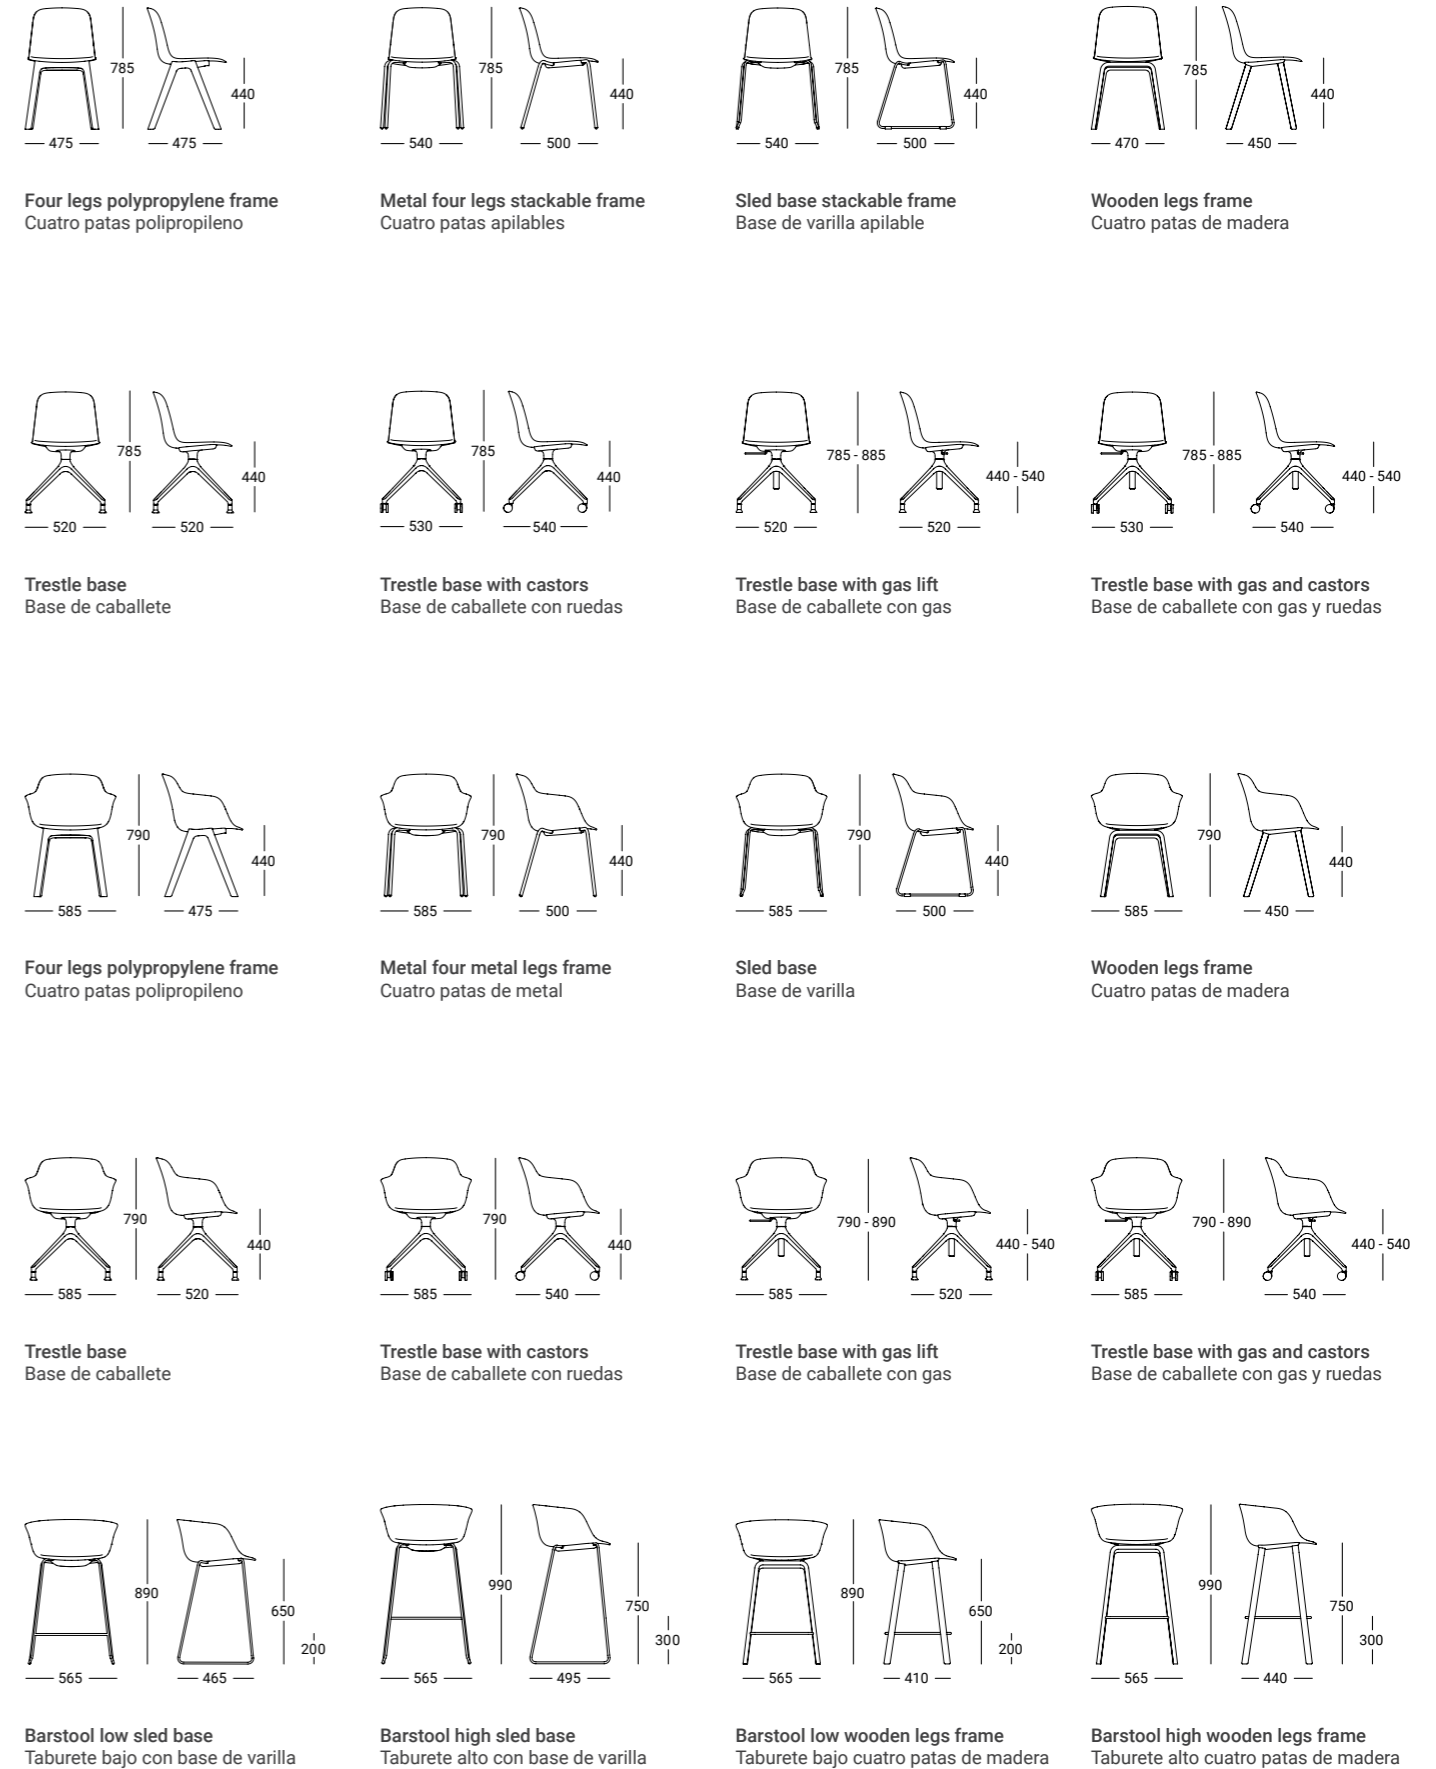 785
440
475
475
Four legs polypropylene frame
Cuatro patas polipropileno
785
440
540
500
Metal four legs stackable frame
Cuatro patas apilables
785
440
540
500
Sled base stackable frame
Base de varilla apilable
785
440
470
450
Wooden legs frame
Cuatro patas de madera
785
440
520
520
Trestle base
Base de caballete
785
440
530
540
Trestle base with castors
Base de caballete con ruedas
785 - 885
440 - 540
520
520
Trestle base with gas lift
Base de caballete con gas
785 - 885
440 - 540
530
540
Trestle base with gas and castors
Base de caballete con gas y ruedas
790
440
585
475
Four legs polypropylene frame
Cuatro patas polipropileno
790
440
585
500
Metal four metal legs frame
Cuatro patas de metal
790
440
585
500
Sled base
Base de varilla
790
440
585
450
Wooden legs frame
Cuatro patas de madera
790
440
585
520
Trestle base
Base de caballete
790
440
585
540
Trestle base with castors
Base de caballete con ruedas
790 - 890
440 - 540
585
520
Trestle base with gas lift
Base de caballete con gas
790 - 890
440 - 540
585
540
Trestle base with gas and castors
Base de caballete con gas y ruedas
890
650
200
565
465
Barstool low sled base
Taburete bajo con base de varilla
990
750
300
565
495
Barstool high sled base
Taburete alto con base de varilla
890
650
200
565
410
Barstool low wooden legs frame
Taburete bajo cuatro patas de madera
990
750
300
565
440
Barstool high wooden legs frame
Taburete alto cuatro patas de madera